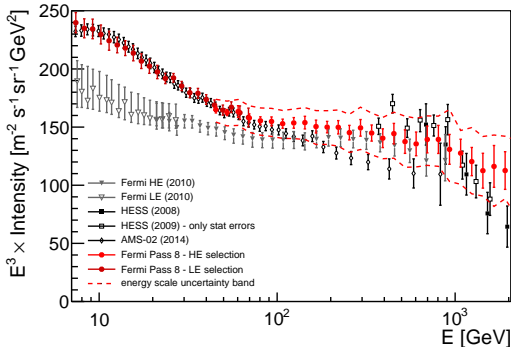 E³ × Intensity [m⁻² s⁻¹ sr⁻¹ GeV²]
250
200
150
100
50
0
Fermi HE (2010)
Fermi LE (2010)
HESS (2008)
HESS (2009) - only stat errors
AMS-02 (2014)
Fermi Pass 8 - HE selection
Fermi Pass 8 - LE selection
energy scale uncertainty band
10 10² 10³
E [GeV]